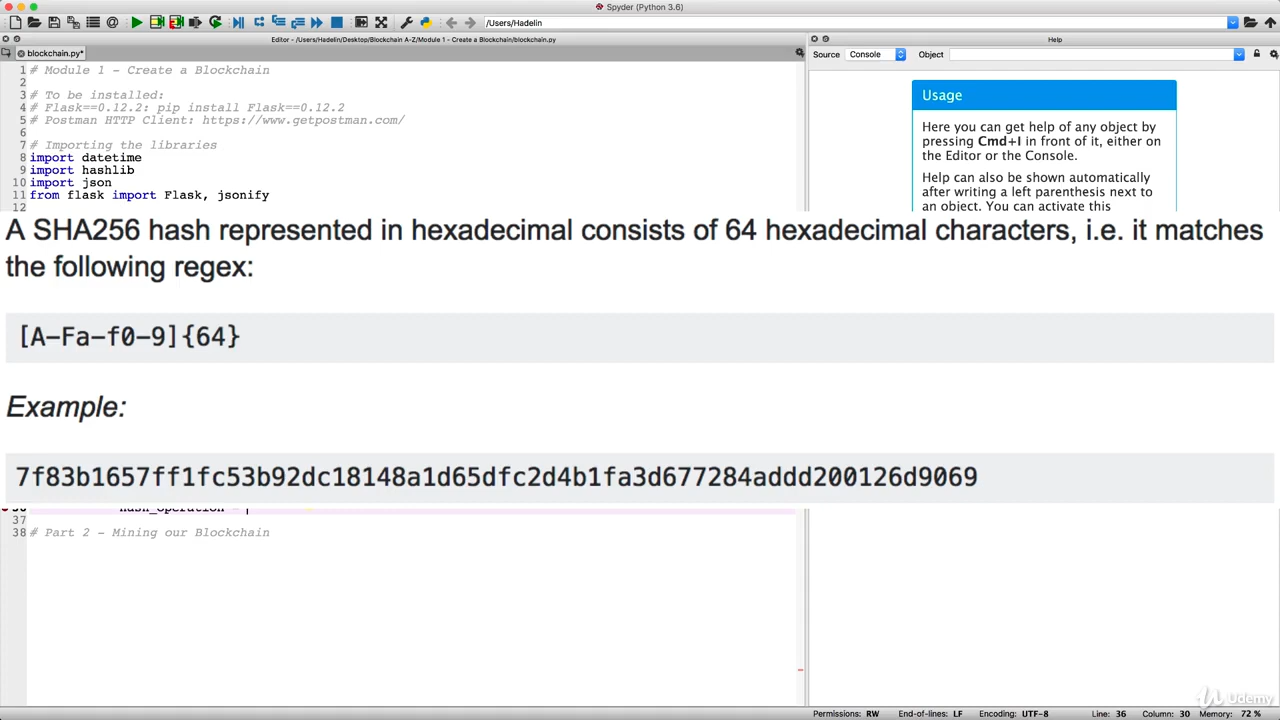 Spyder (Python 3.6)
/Users/Hadelin
Editor - /Users/Hadelin/Desktop/Blockchain A-Z/Module 1 - Create a Blockchain/blockchain.py
Help
blockchain.py*
Source Console Object
1 # Module 1 - Create a Blockchain
2
3 # To be installed:
4 # Flask==0.12.2: pip install Flask==0.12.2
5 # Postman HTTP Client: https://www.getpostman.com/
6
7 # Importing the libraries
8 import datetime
9 import hashlib
10 import json
11 from flask import Flask, jsonify
12
Usage
Here you can get help of any object by
pressing Cmd+I in front of it, either on
the Editor or the Console.
Help can also be shown automatically
after writing a left parenthesis next to
an object. You can activate this
A SHA256 hash represented in hexadecimal consists of 64 hexadecimal characters, i.e. it matches
the following regex:
[A-Fa-f0-9]{64}
Example:
7f83b1657ff1fc53b92dc18148a1d65dfc2d4b1fa3d677284addd200126d9069
36 hash_operation =
37
38 # Part 2 - Mining our Blockchain
Udemy
Permissions: RW End-of-lines: LF Encoding: UTF-8 Line: 36 Column: 30 Memory: 72 %